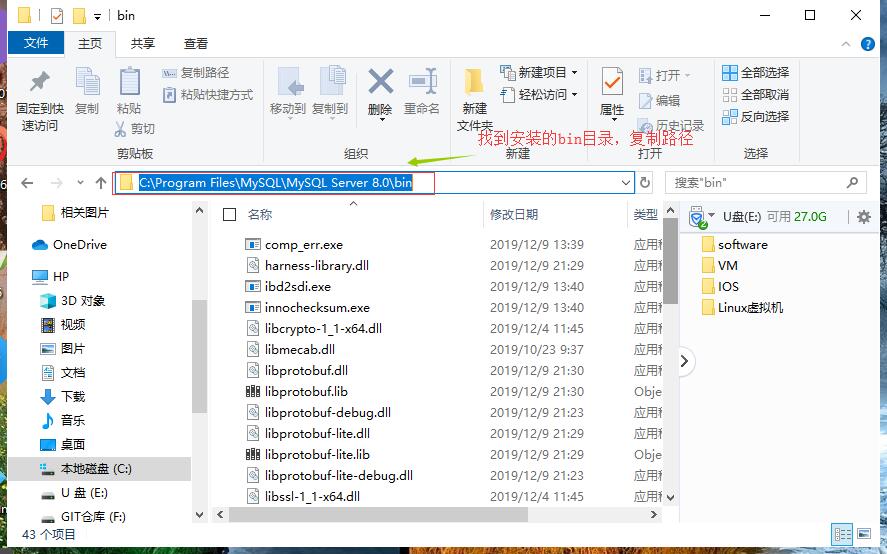 bin
文件 主页 共享 查看
固定到快速访问
复制
粘贴
复制路径
粘贴快捷方式
剪切
剪贴板
移动到
复制到
删除
重命名
组织
新建
文件夹
新建项目
轻松访问
新建
属性
打开
编辑
历史记录
打开
全部选择
全部取消
反向选择
选择
找到安装的bin目录，复制路径
C:\Program Files\MySQL\MySQL Server 8.0\bin
搜索"bin"
相关图片
OneDrive
HP
3D 对象
视频
图片
文档
下载
音乐
桌面
本地磁盘 (C:)
U 盘 (E:)
GIT仓库 (F:)
名称 修改日期 类型
comp_err.exe 2019/12/9 13:39 应用
harness-library.dll 2019/12/9 21:29 应用
ibd2sdi.exe 2019/12/9 13:40 应用
innochecksum.exe 2019/12/9 13:40 应用
libcrypto-1_1-x64.dll 2019/12/4 11:45 应用
libmecab.dll 2019/10/23 9:37 应用
libprotobuf.dll 2019/12/9 21:30 应用
libprotobuf.lib 2019/12/9 21:30 Obje
libprotobuf-debug.dll 2019/12/9 21:23 应用
libprotobuf-lite.dll 2019/12/9 21:29 应用
libprotobuf-lite.lib 2019/12/9 21:29 Obje
libprotobuf-lite-debug.dll 2019/12/9 21:23 应用
libssl-1_1-x64.dll 2019/12/4 11:45 应用
U盘(E:) 可用 27.0G
software
VM
IOS
Linux虚拟机
43 个项目